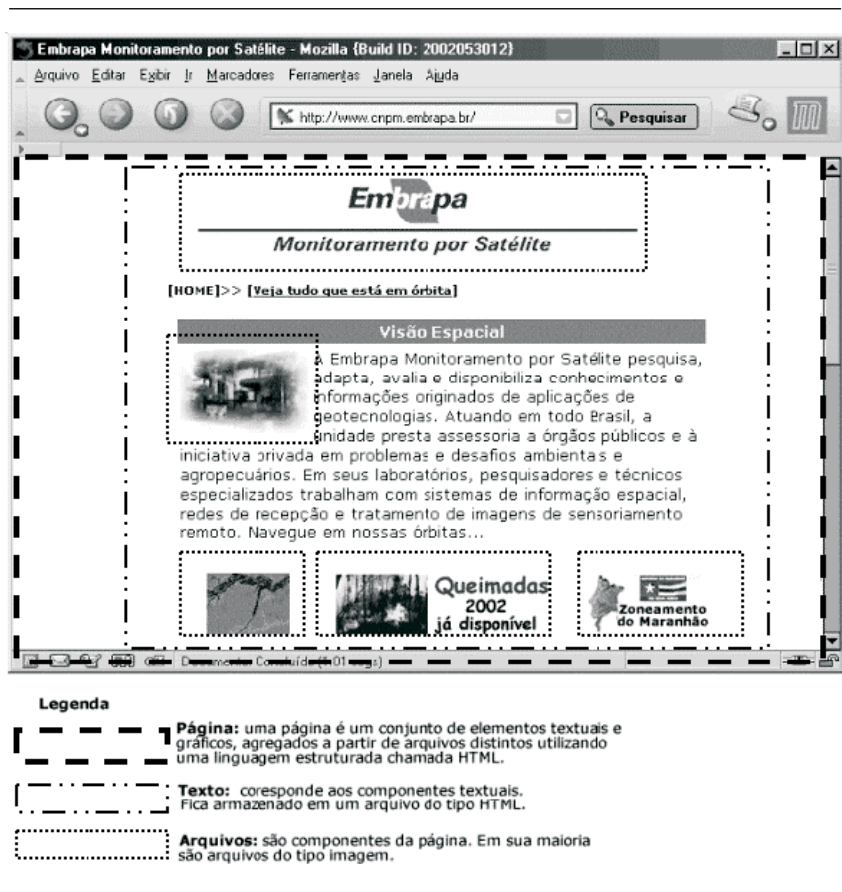 Embrapa Monitoramento por Satélite - Mozilla {Build ID: 2002053012}
Arquivo Editar Exibir Ir Marcadores Ferramentas Janela Ajuda
http://www.cnpm.embrapa.br/ Pesquisar
Embrapa
Monitoramento por Satélite
[HOME]>> [Veja tudo que está em órbita]
Visão Espacial
A Embrapa Monitoramento por Satélite pesquisa,
adapta, avalia e disponibiliza conhecimentos e
informações originados de aplicações de
geotecnologias. Atuando em todo Brasil, a
unidade presta assessoria a órgãos públicos e à
iniciativa privada em problemas e desafios ambientas e
agropecuários. Em seus laboratórios, pesquisadores e técnicos
especializados trabalham com sistemas de informação espacial,
redes de recepção e tratamento de imagens de sensoriamento
remoto. Navegue em nossas órbitas...
Queimadas
2002
já disponível
Zoneamento
do Maranhão
Documento: Concluído (1.01 segs)
Legenda
Página: uma página é um conjunto de elementos textuais e
gráficos, agregados a partir de arquivos distintos utilizando
uma linguagem estruturada chamada HTML.
Texto: coresponde aos componentes textuais.
Fica armazenado em um arquivo do tipo HTML.
Arquivos: são componentes da página. Em sua maioria
são arquivos do tipo imagem.